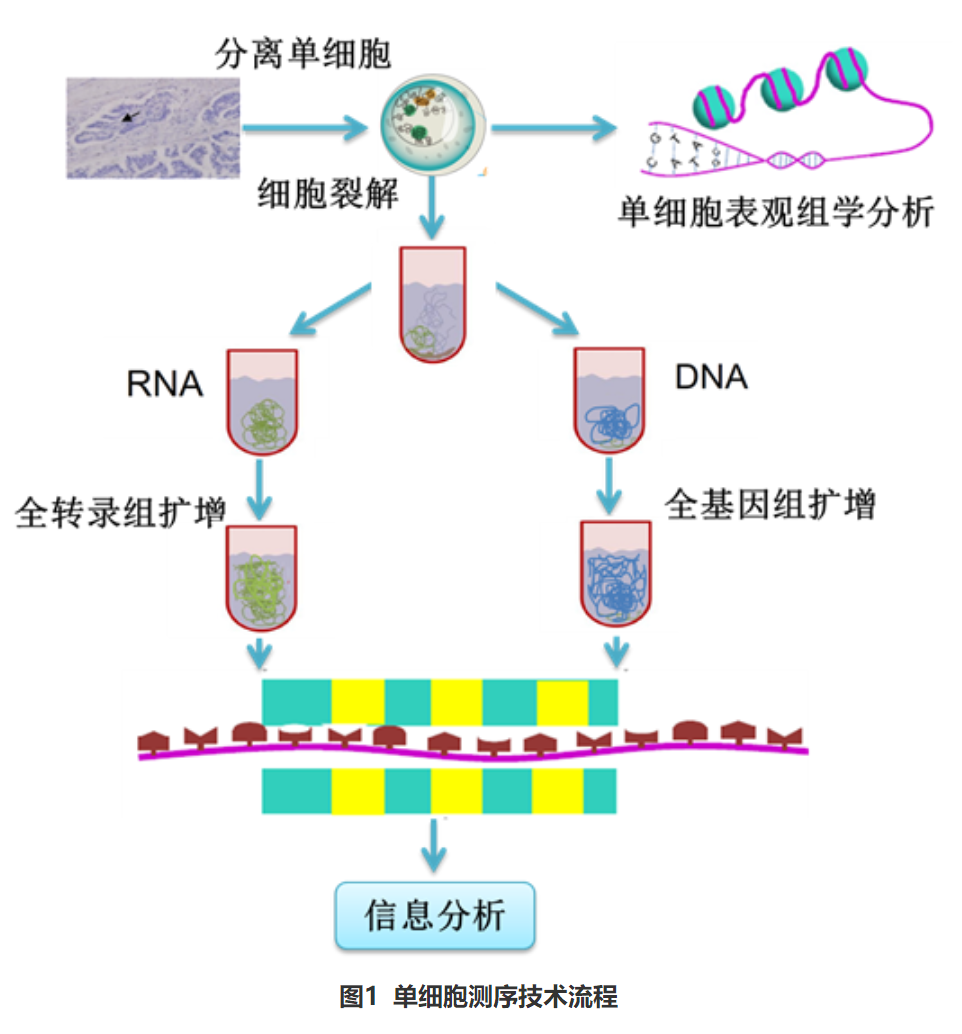 分离单细胞
细胞裂解
单细胞表观组学分析
G T A
C A T
RNA
DNA
全转录组扩增
全基因组扩增
信息分析
图1 单细胞测序技术流程